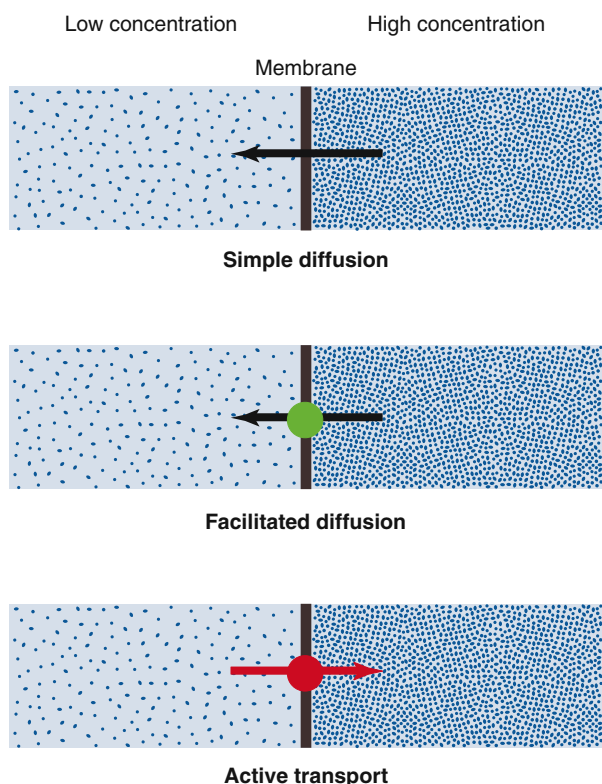 Low concentration High concentration
Membrane
Simple diffusion
Facilitated diffusion
Active transport